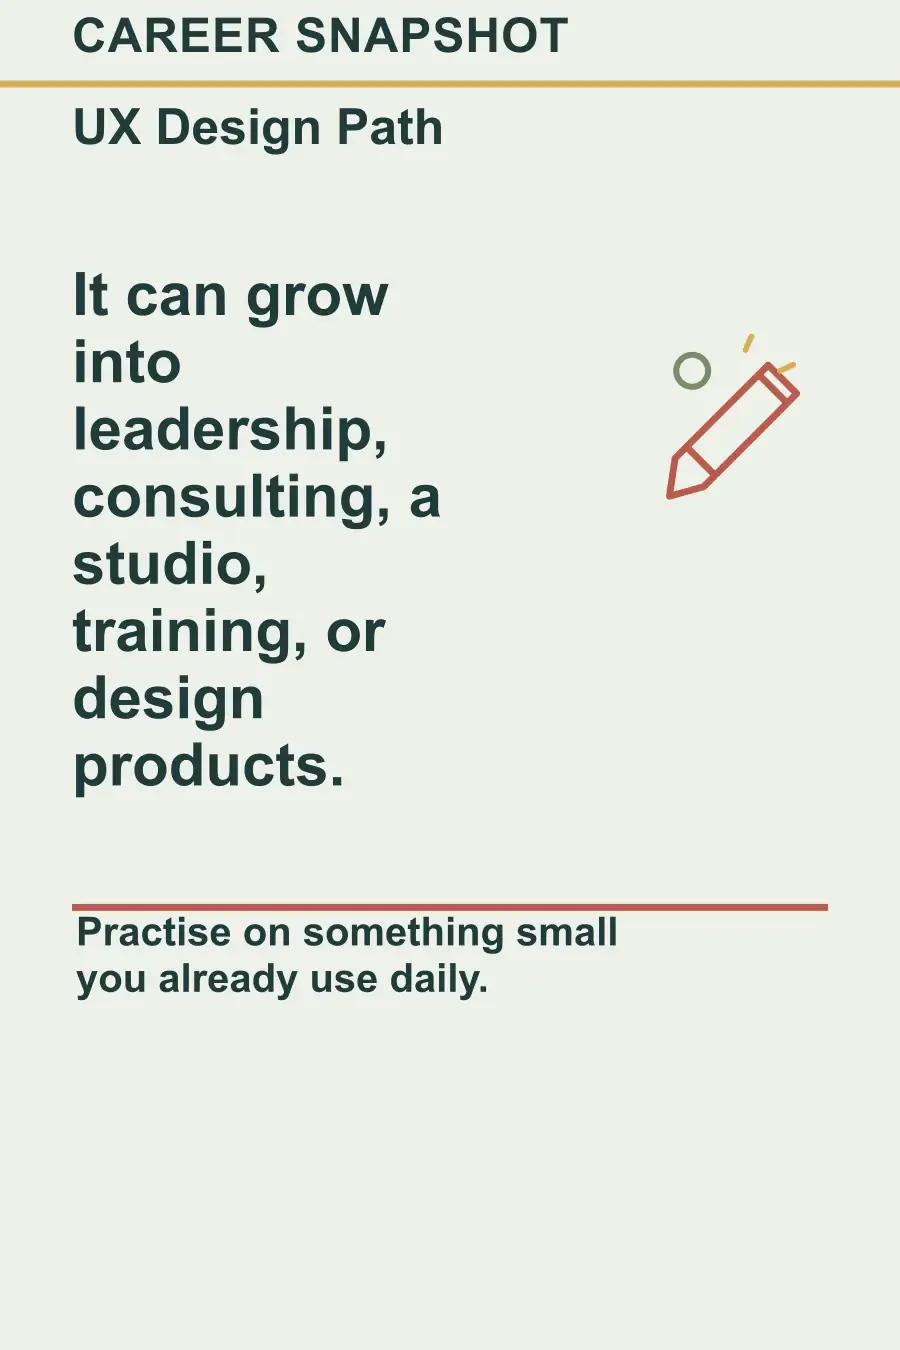 CAREER SNAPSHOT
UX Design Path
It can grow
into
leadership,
consulting, a
studio,
training, or
design
products.
Practise on something small
you already use daily.